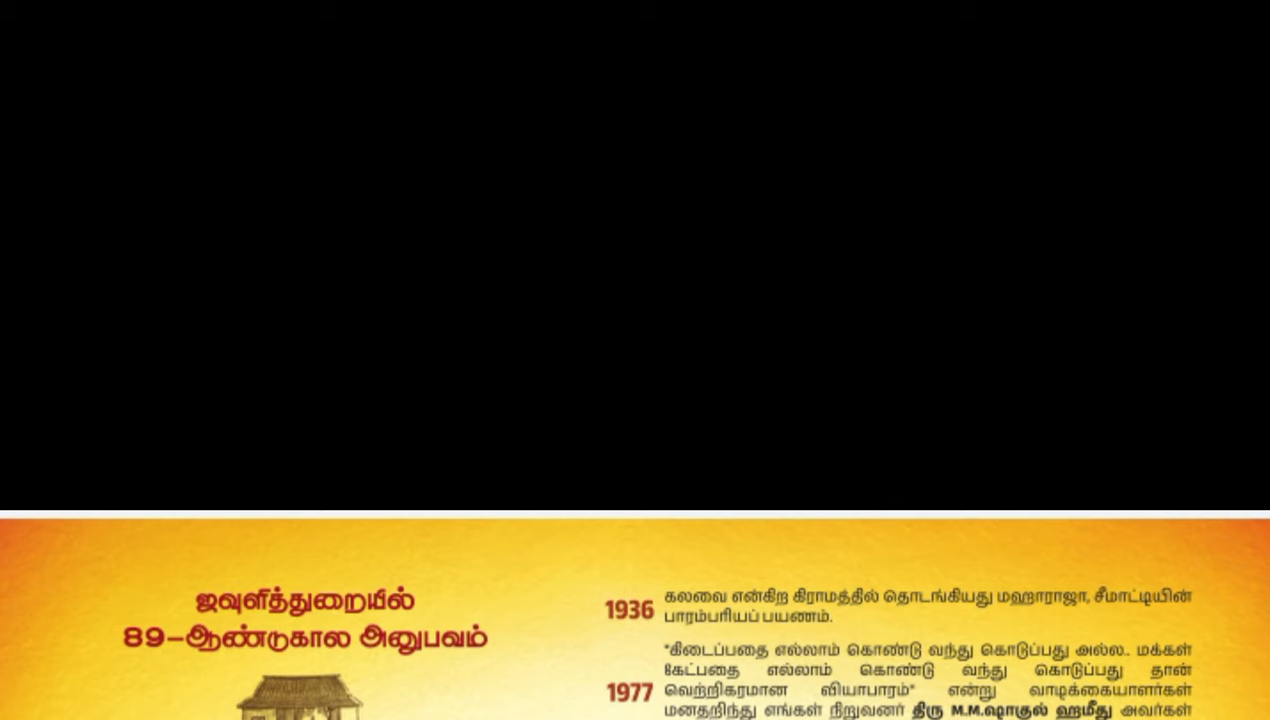 ஜவுளித்துறையில்
89–ஆண்டுகால அனுபவம்
1936
கலவை என்கிற கிராமத்தில் தொடங்கியது மஹாராஜா, சீமாட்டியின்
பாரம்பரியப் பயணம்.
1977
"கிடைப்பதை எல்லாம் கொண்டு வந்து கொடுப்பது அல்ல.. மக்கள்
கேட்பதை எல்லாம் கொண்டு வந்து கொடுப்பது தான்
வெற்றிகரமான வியாபாரம்" என்று வாடிக்கையாளர்கள்
மனதறிந்து எங்கள் நிறுவனர் திரு M.M.ஷாகுல் ஹமீது அவர்கள்